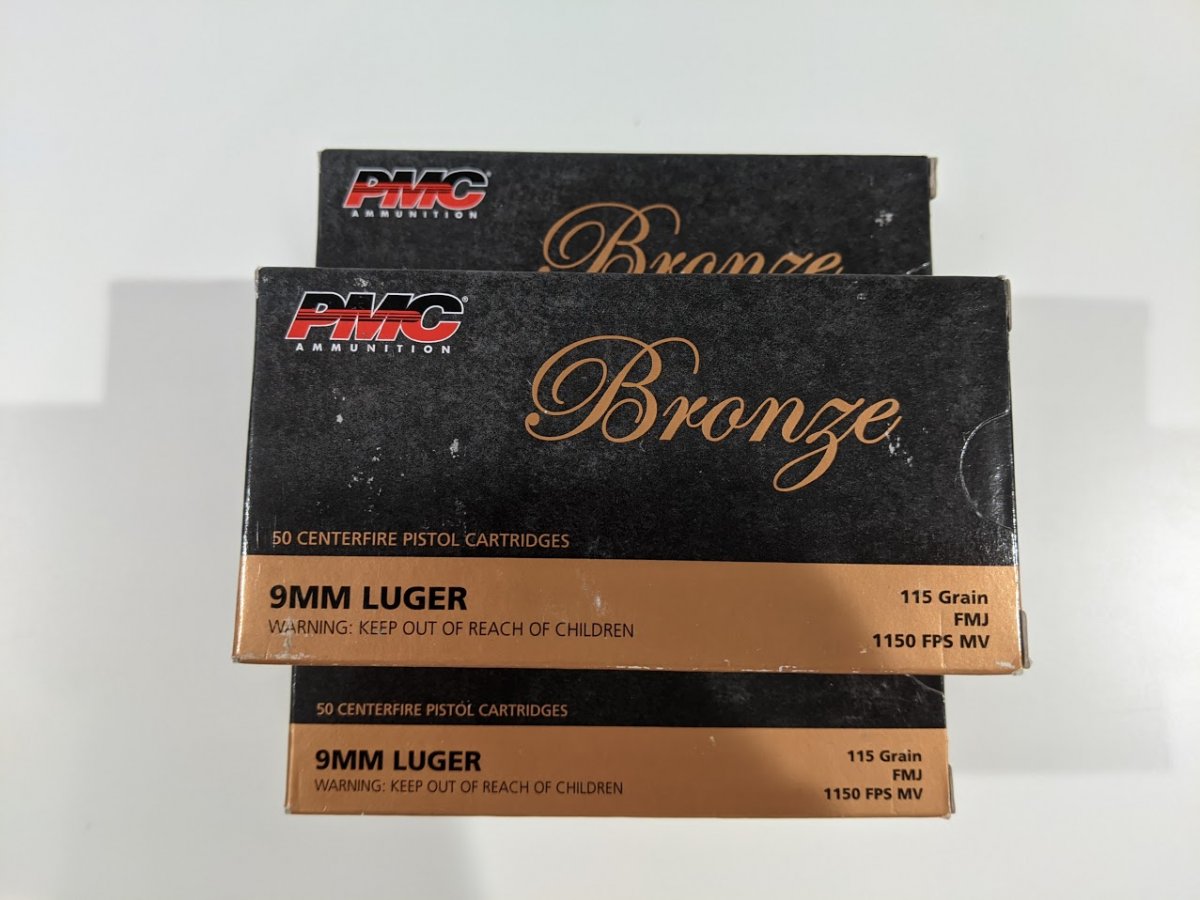 PMC
AMMUNITION
Bronze
PMC®
AMMUNITION
Bronze
50 CENTERFIRE PISTOL CARTRIDGES
9MM LUGER
WARNING: KEEP OUT OF REACH OF CHILDREN
115 Grain
FMJ
1150 FPS MV
50 CENTERFIRE PISTOL CARTRIDGES
9MM LUGER
WARNING: KEEP OUT OF REACH OF CHILDREN
115 Grain
FMJ
1150 FPS MV